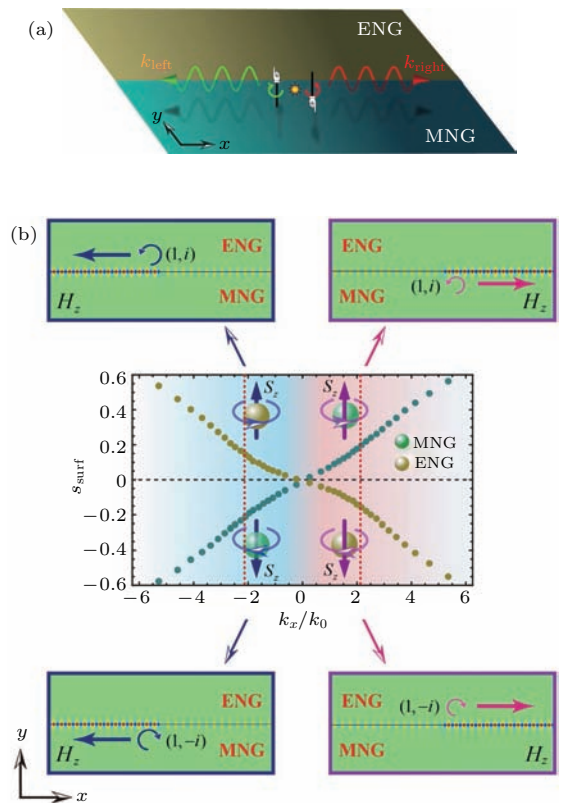 (a)
ENG
k_left
k_right
MNG
y
x
(b)
(1,i)
ENG
MNG
H_z
ENG
(1,i)
MNG
H_z
0.6
0.4
0.2
0
−0.2
−0.4
−0.6
s_surf
S_z
S_z
MNG
ENG
S_z
S_z
−6
−4
−2
0
2
4
6
k_x/k_0
ENG
(1,−i)
MNG
H_z
ENG
(1,−i)
MNG
H_z
y
x